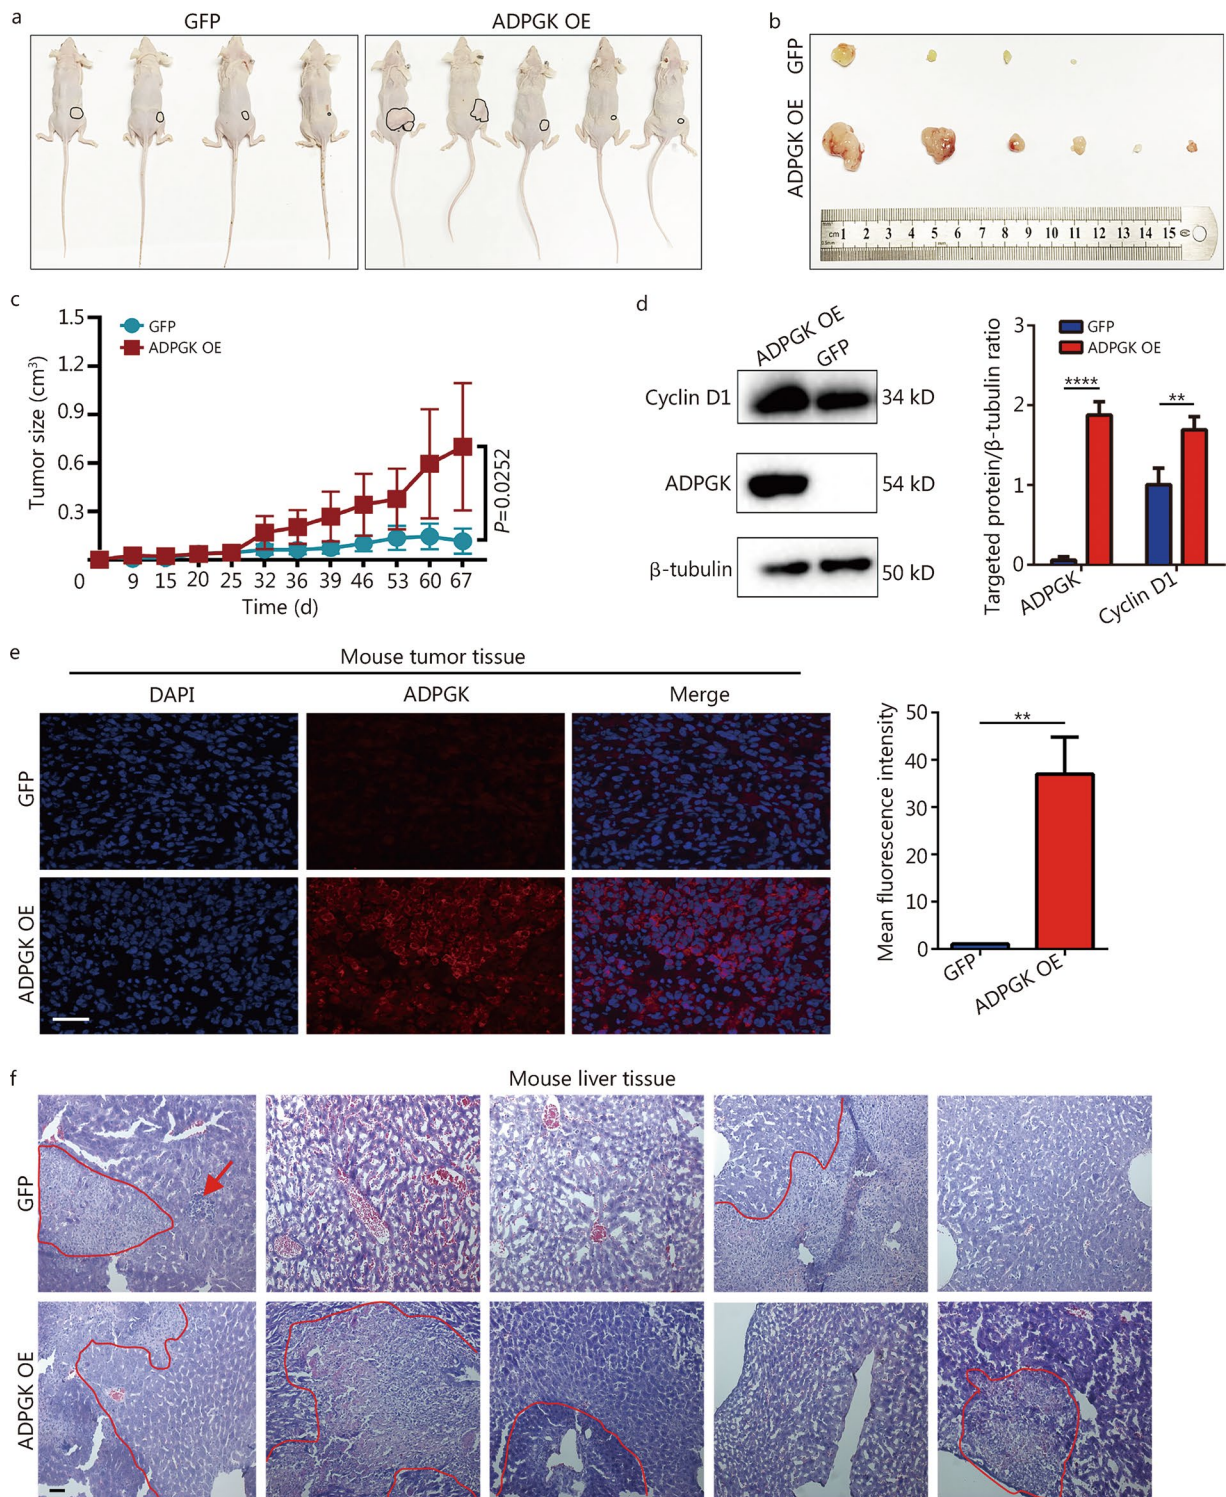 a
GFP
ADPGK OE
b
GFP
ADPGK OE
cm 1 2 3 4 5 6 7 8 9 10 11 12 13 14 15
mm
c
1.5
1.2
0.9
0.6
0.3
Tumor size (cm³)
GFP
ADPGK OE
P=0.0252
0 9 15 20 25 32 36 39 46 53 60 67
Time (d)
d
ADPGK OE
GFP
Cyclin D1
34 kD
ADPGK
54 kD
β-tubulin
50 kD
Targeted protein/β-tubulin ratio
3
2
1
0
GFP
ADPGK OE
****
**
ADPGK
Cyclin D1
e
Mouse tumor tissue
DAPI
ADPGK
Merge
GFP
ADPGK OE
Mean fluorescence intensity
50
40
30
20
10
0
**
GFP
ADPGK OE
f
Mouse liver tissue
GFP
ADPGK OE